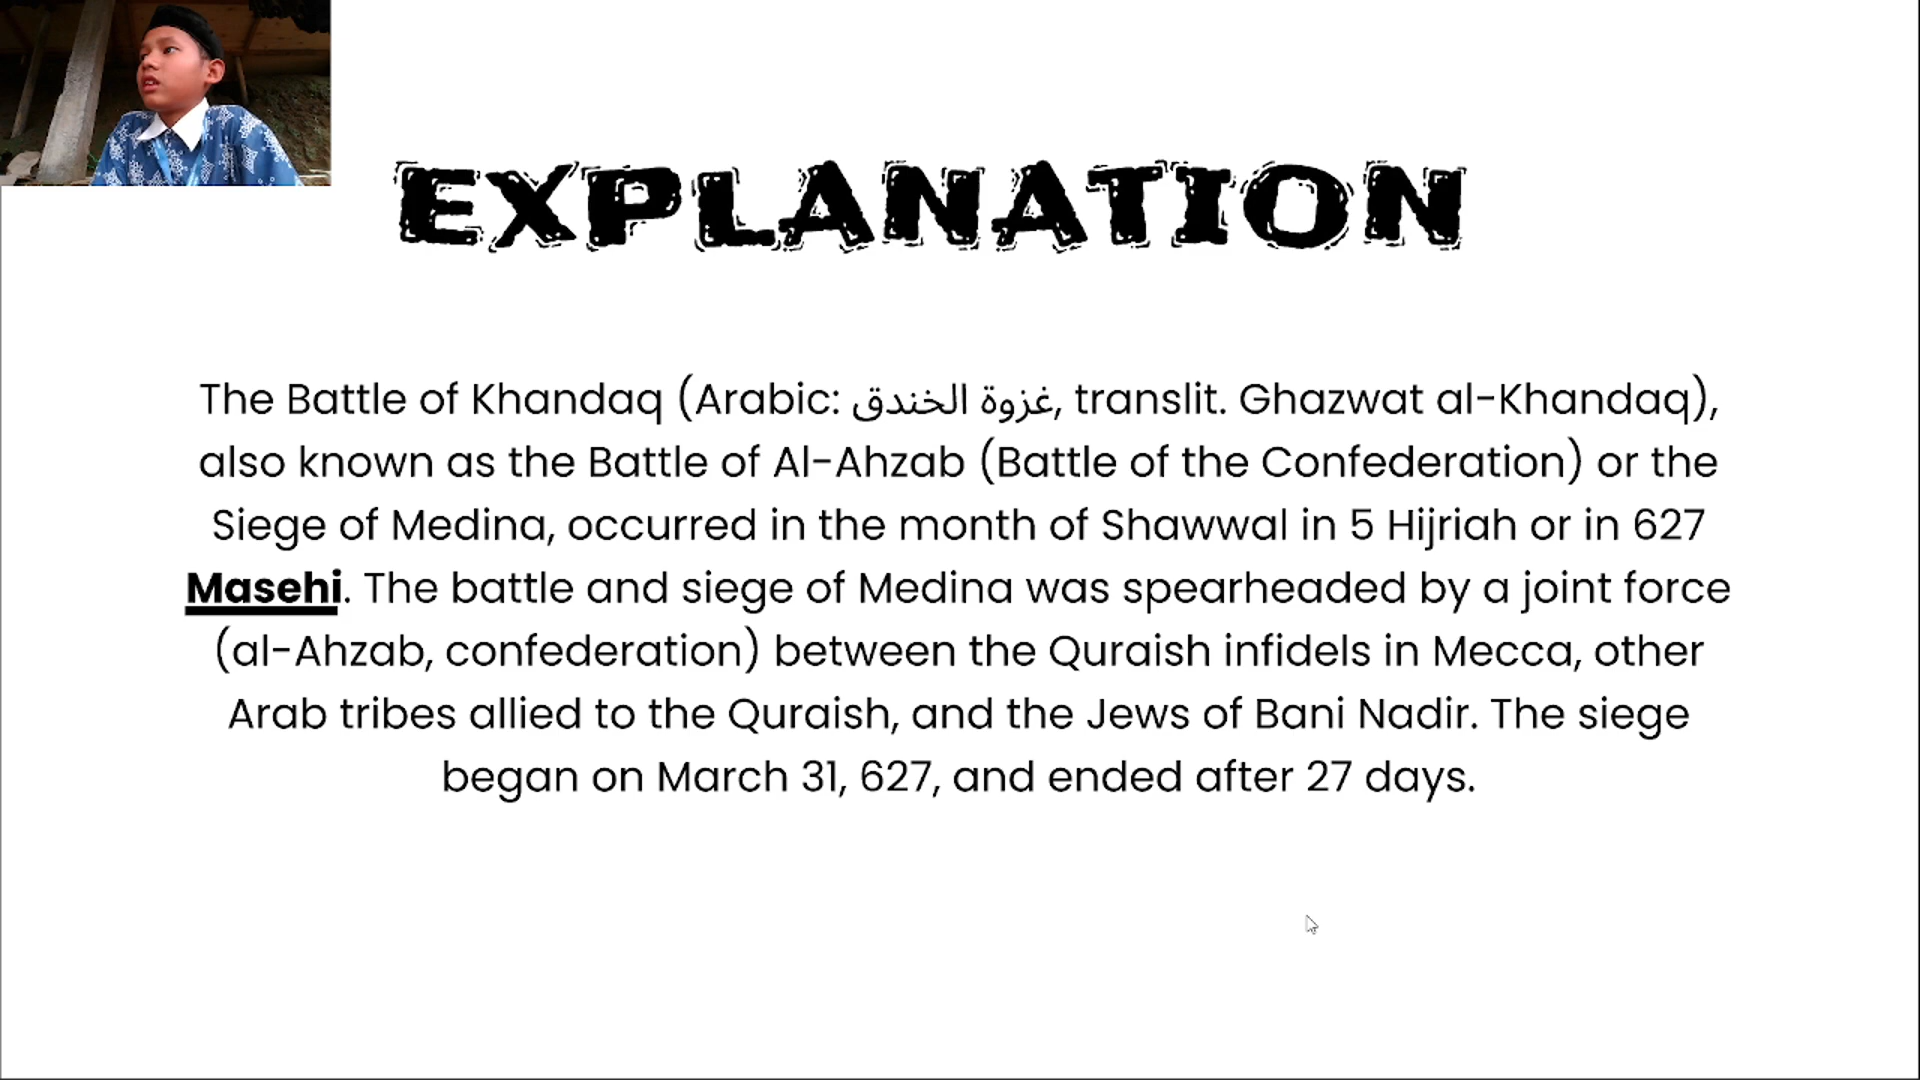 EXPLANATION
The Battle of Khandaq (Arabic: غزوة الخندق, translit. Ghazwat al-Khandaq),
also known as the Battle of Al-Ahzab (Battle of the Confederation) or the
Siege of Medina, occurred in the month of Shawwal in 5 Hijriah or in 627
Masehi. The battle and siege of Medina was spearheaded by a joint force
(al-Ahzab, confederation) between the Quraish infidels in Mecca, other
Arab tribes allied to the Quraish, and the Jews of Bani Nadir. The siege
began on March 31, 627, and ended after 27 days.